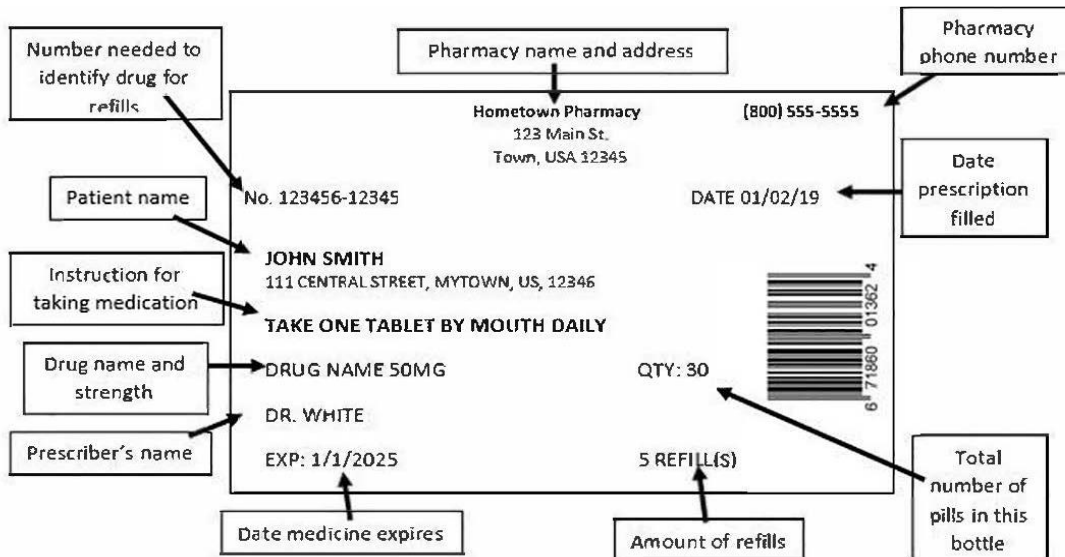 Number needed to
identify drug for
refills
Pharmacy name and address
Pharmacy
phone number
Hometown Pharmacy
123 Main St.
Town, USA 12345
(800) 555-5555
No. 123456-12345
DATE 01/02/19
Date
prescription
filled
Patient name
JOHN SMITH
111 CENTRAL STREET, MYTOWN, US, 12346
Instruction for
taking medication
TAKE ONE TABLET BY MOUTH DAILY
Drug name and
strength
DRUG NAME 50MG
QTY: 30
6 71860 01362 4
Prescriber's name
DR. WHITE
EXP: 1/1/2025
5 REFILL(S)
Total
number of
pills in this
bottle
Date medicine expires
Amount of refills